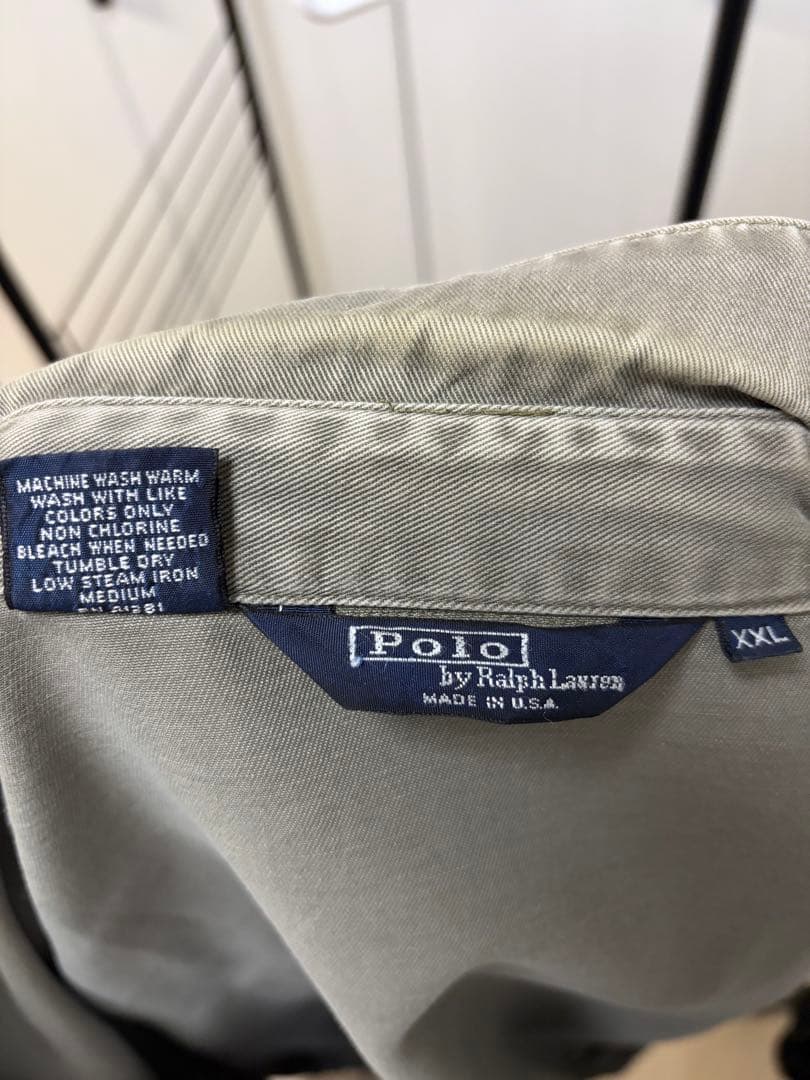 MACHINE WASH WARM
WASH WITH LIKE
COLORS ONLY
NON CHLORINE
BLEACH WHEN NEEDED
TUMBLE DRY
LOW STEAM IRON
MEDIUM
Polo
by Ralph Lauren
MADE IN U.S.A.
XXL